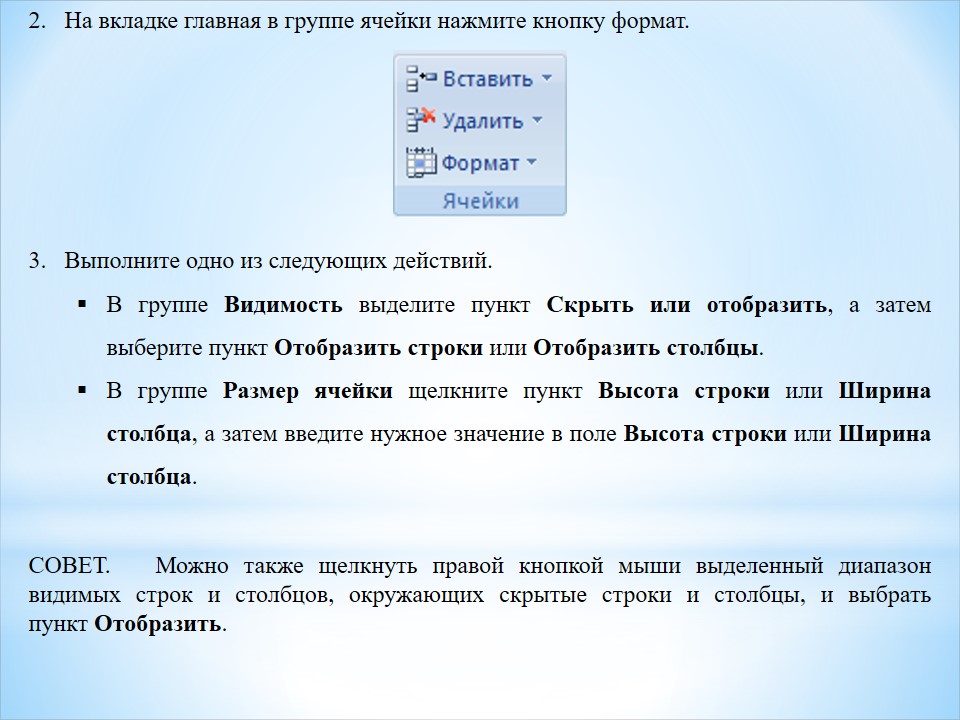 2. На вкладке главная в группе ячейки нажмите кнопку формат.
Вставить
Удалить
Формат
Ячейки
3. Выполните одно из следующих действий.
▪ В группе Видимость выделите пункт Скрыть или отобразить, а затем
выберите пункт Отобразить строки или Отобразить столбцы.
▪ В группе Размер ячейки щелкните пункт Высота строки или Ширина
столбца, а затем введите нужное значение в поле Высота строки или Ширина
столбца.
СОВЕТ. Можно также щелкнуть правой кнопкой мыши выделенный диапазон
видимых строк и столбцов, окружающих скрытые строки и столбцы, и выбрать
пункт Отобразить.